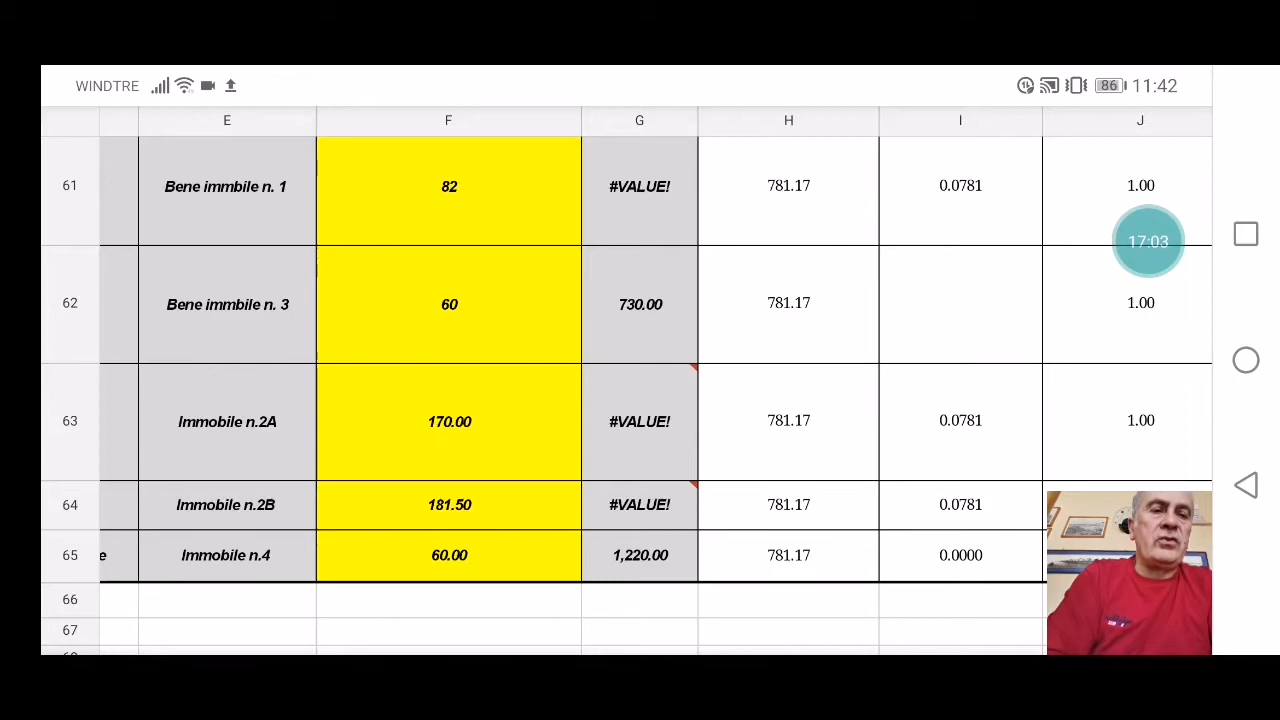 WINDTRE 86 11:42
E F G H I J
61 Bene immbile n. 1 82 #VALUE! 781.17 0.0781 1.00
17:03
62 Bene immbile n. 3 60 730.00 781.17 1.00
63 Immobile n.2A 170.00 #VALUE! 781.17 0.0781 1.00
64 Immobile n.2B 181.50 #VALUE! 781.17 0.0781
65 e Immobile n.4 60.00 1,220.00 781.17 0.0000
66
67